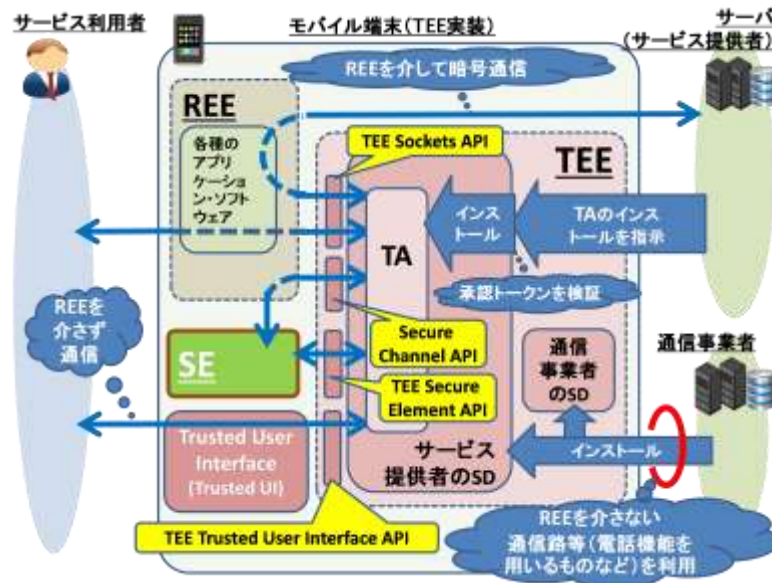 サービス利用者
モバイル端末(TEE実装)
サーバ
(サービス提供者)
REEを介して暗号通信
REE
各種の
アプリ
ケーショ
ン・ソフト
ウェア
TEE Sockets API
TEE
TA
インス
トール
TAのインス
トールを指示
承認トークンを検証
REEを
介さず
通信
SE
Secure
Channel API
TEE Secure
Element API
通信
事業者
のSD
通信事業者
Trusted User
Interface
(Trusted UI)
サービス
提供者のSD
インストール
TEE Trusted User Interface API
REEを介さない
通信路等(電話機能を
用いるものなど)を利用